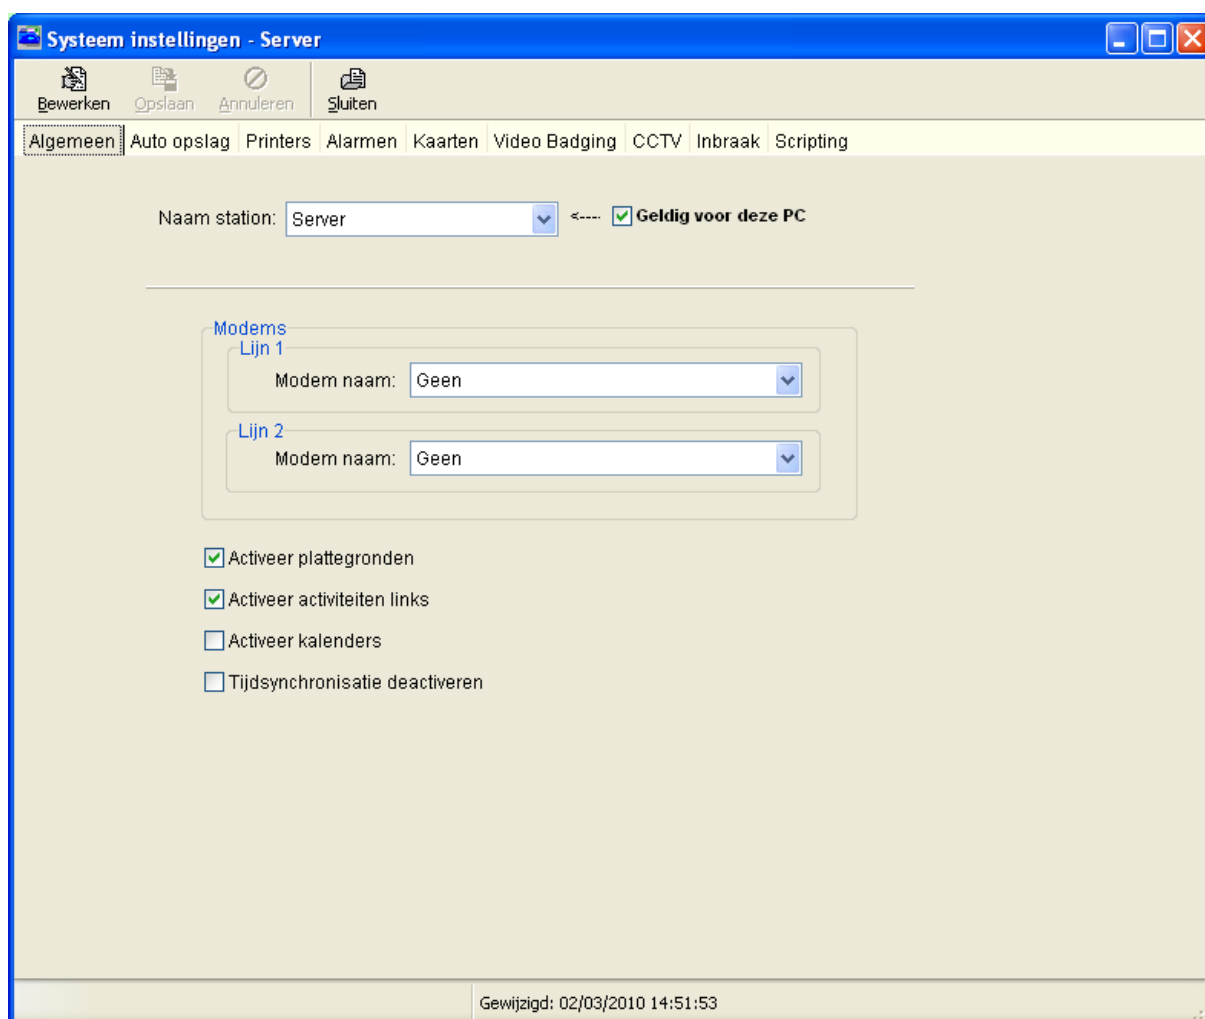 Systeem instellingen - Server
Bewerken Opslaan Annuleren Sluiten
Algemeen Auto opslag Printers Alarmen Kaarten Video Badging CCTV Inbraak Scripting
Naam station: Server <---- Geldig voor deze PC
Modems
Lijn 1
Modem naam: Geen
Lijn 2
Modem naam: Geen
Activeer plattegronden
Activeer activiteiten links
Activeer kalenders
Tijdsynchronisatie deactiveren
Gewijzigd: 02/03/2010 14:51:53